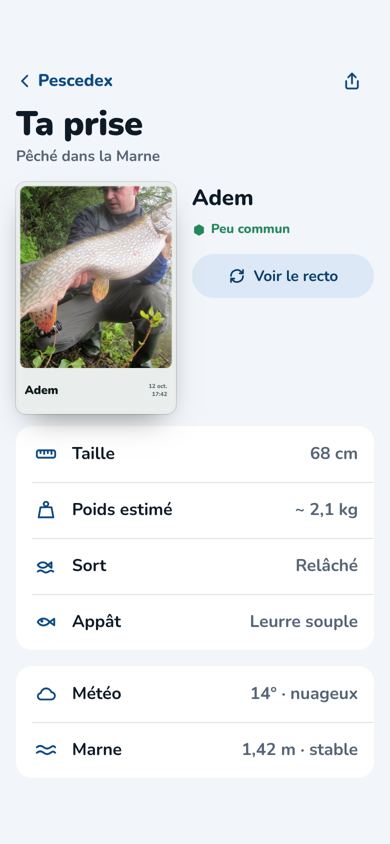 Pescedex
Ta prise
Pêché dans la Marne
Adem
Peu commun
Voir le recto
Adem
12 oct.
17:42
Taille
68 cm
Poids estimé
~ 2,1 kg
Sort
Relâché
Appât
Leurre souple
Météo
14° · nuageux
Marne
1,42 m · stable